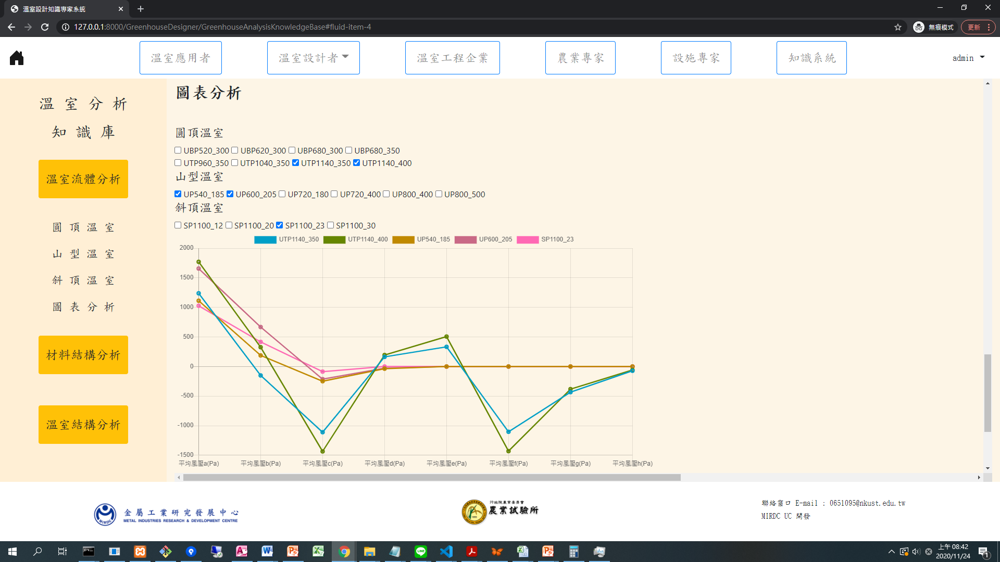 溫室設計知識專家系統
127.0.0.1:8000/GreenhouseDesigner/GreenhouseAnalysisKnowledgeBase#fluid-item-4
無痕模式
更新
溫室應用者
溫室設計者
溫室工程企業
農業專家
設施專家
知識系統
admin
溫室分析
知識庫
溫室流體分析
圓頂溫室
山型溫室
斜頂溫室
圖表分析
材料結構分析
溫室結構分析
圖表分析
圓頂溫室
UBP520_300 UBP620_300 UBP680_300 UBP680_350
UTP960_350 UTP1040_350 UTP1140_350 UTP1140_400
山型溫室
UP540_185 UP600_205 UP720_180 UP720_400 UP800_400 UP800_500
斜頂溫室
SP1100_12 SP1100_20 SP1100_23 SP1100_30
UTP1140_350 UTP1140_400 UP540_185 UP600_205 SP1100_23
2000
1500
1000
500
0
-500
-1000
-1500
平均風壓a(Pa) 平均風壓b(Pa) 平均風壓c(Pa) 平均風壓d(Pa) 平均風壓e(Pa) 平均風壓f(Pa) 平均風壓g(Pa) 平均風壓h(Pa)
MIRDC
金屬工業研究發展中心
METAL INDUSTRIES RESEARCH & DEVELOPMENT CENTRE
行政院農業委員會
農業試驗所
聯絡窗口 E-mail : 0651095@nkust.edu.tw
MIRDC UC 開發
上午 08:42
2020/11/24
1